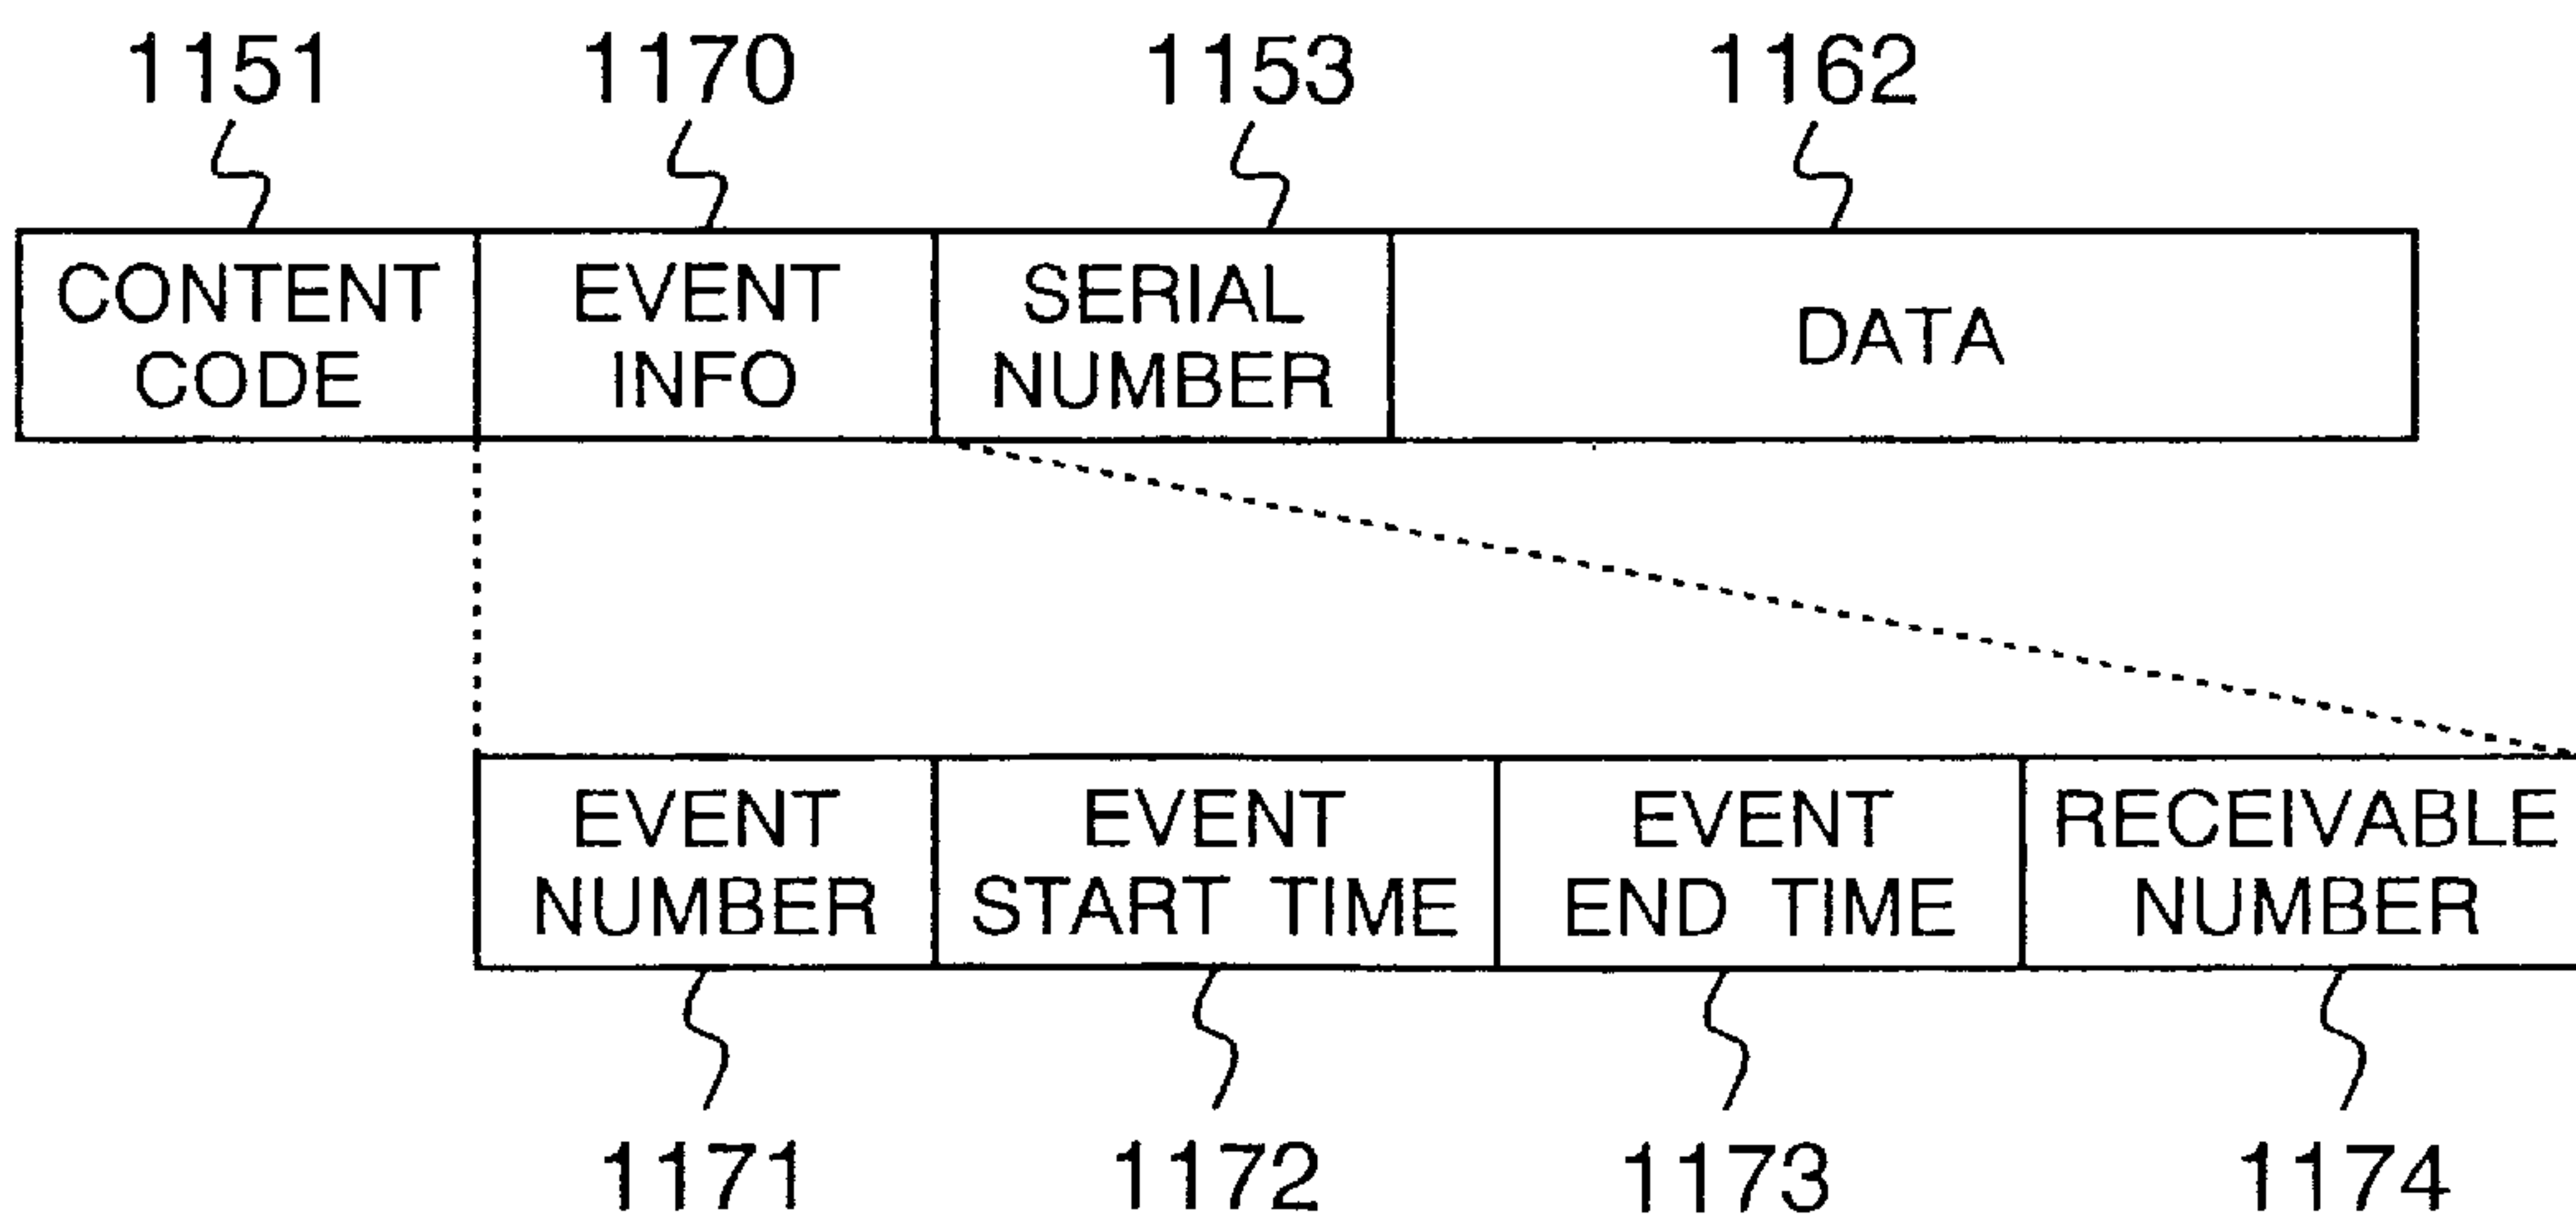 1151 1170 1153 1162
CONTENT CODE
EVENT INFO
SERIAL NUMBER
DATA
EVENT NUMBER
EVENT START TIME
EVENT END TIME
RECEIVABLE NUMBER
1171 1172 1173 1174